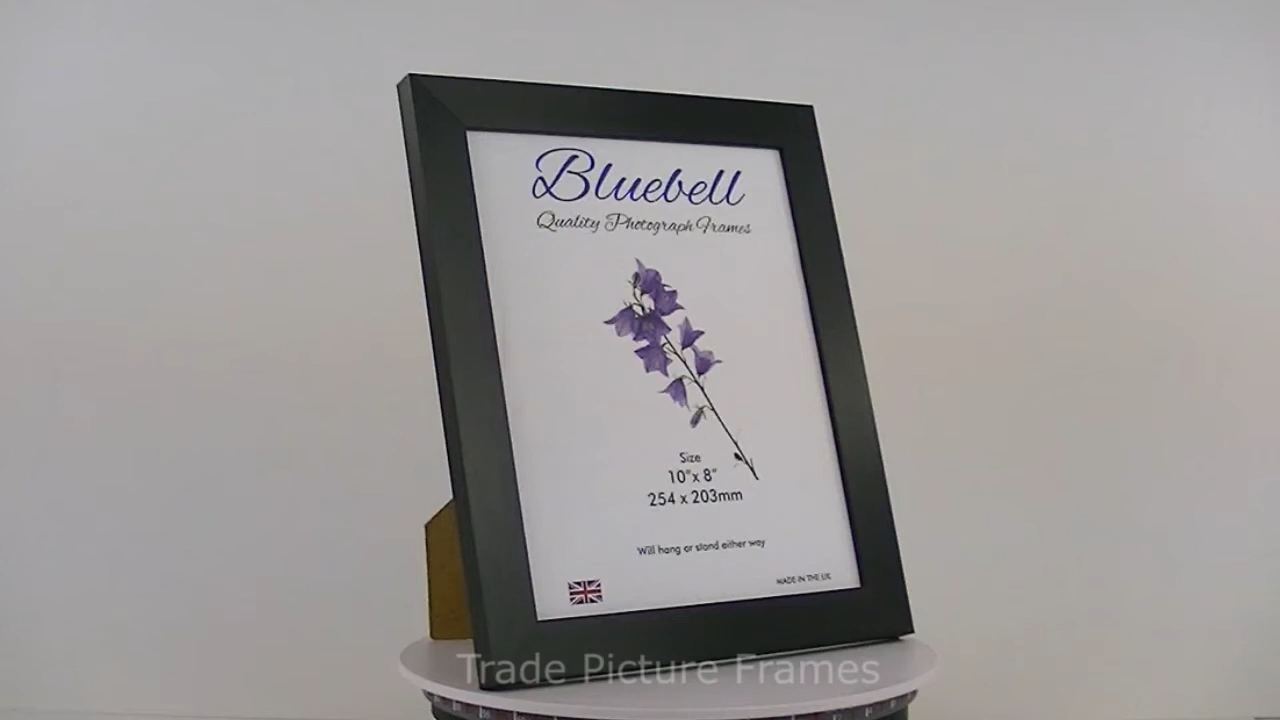 Bluebell
Quality Photograph Frames
Size
10"x 8"
254 x 203mm
Will hang or stand either way
MADE IN THE UK
Trade Picture Frames